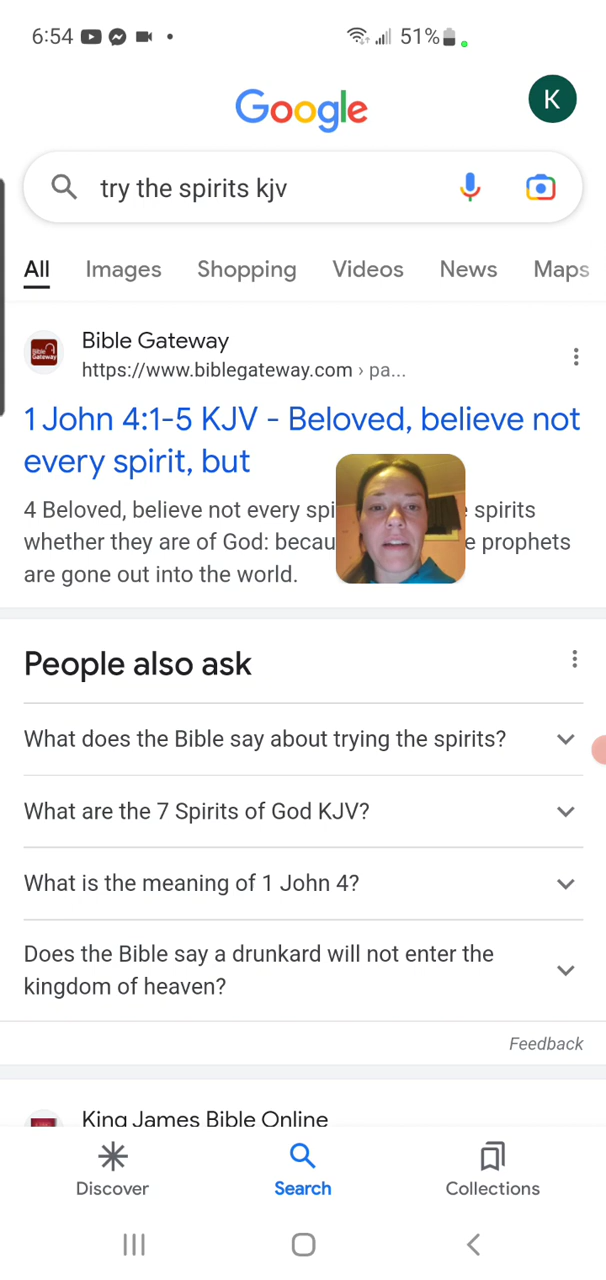 6:54
51%
Google
K
try the spirits kjv
All Images Shopping Videos News Maps
Bible Gateway
https://www.biblegateway.com › pa...
1 John 4:1-5 KJV - Beloved, believe not
every spirit, but
4 Beloved, believe not every spi spirits
whether they are of God: becau prophets
are gone out into the world.
People also ask
What does the Bible say about trying the spirits?
What are the 7 Spirits of God KJV?
What is the meaning of 1 John 4?
Does the Bible say a drunkard will not enter the
kingdom of heaven?
Feedback
King James Bible Online
Discover Search Collections